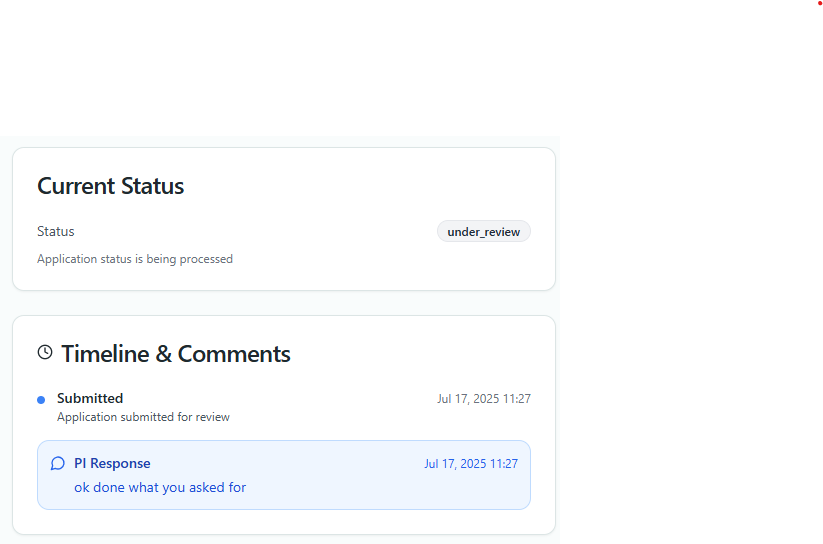 Current Status
Status
under_review
Application status is being processed
Timeline & Comments
Submitted
Jul 17, 2025 11:27
Application submitted for review
PI Response
Jul 17, 2025 11:27
ok done what you asked for